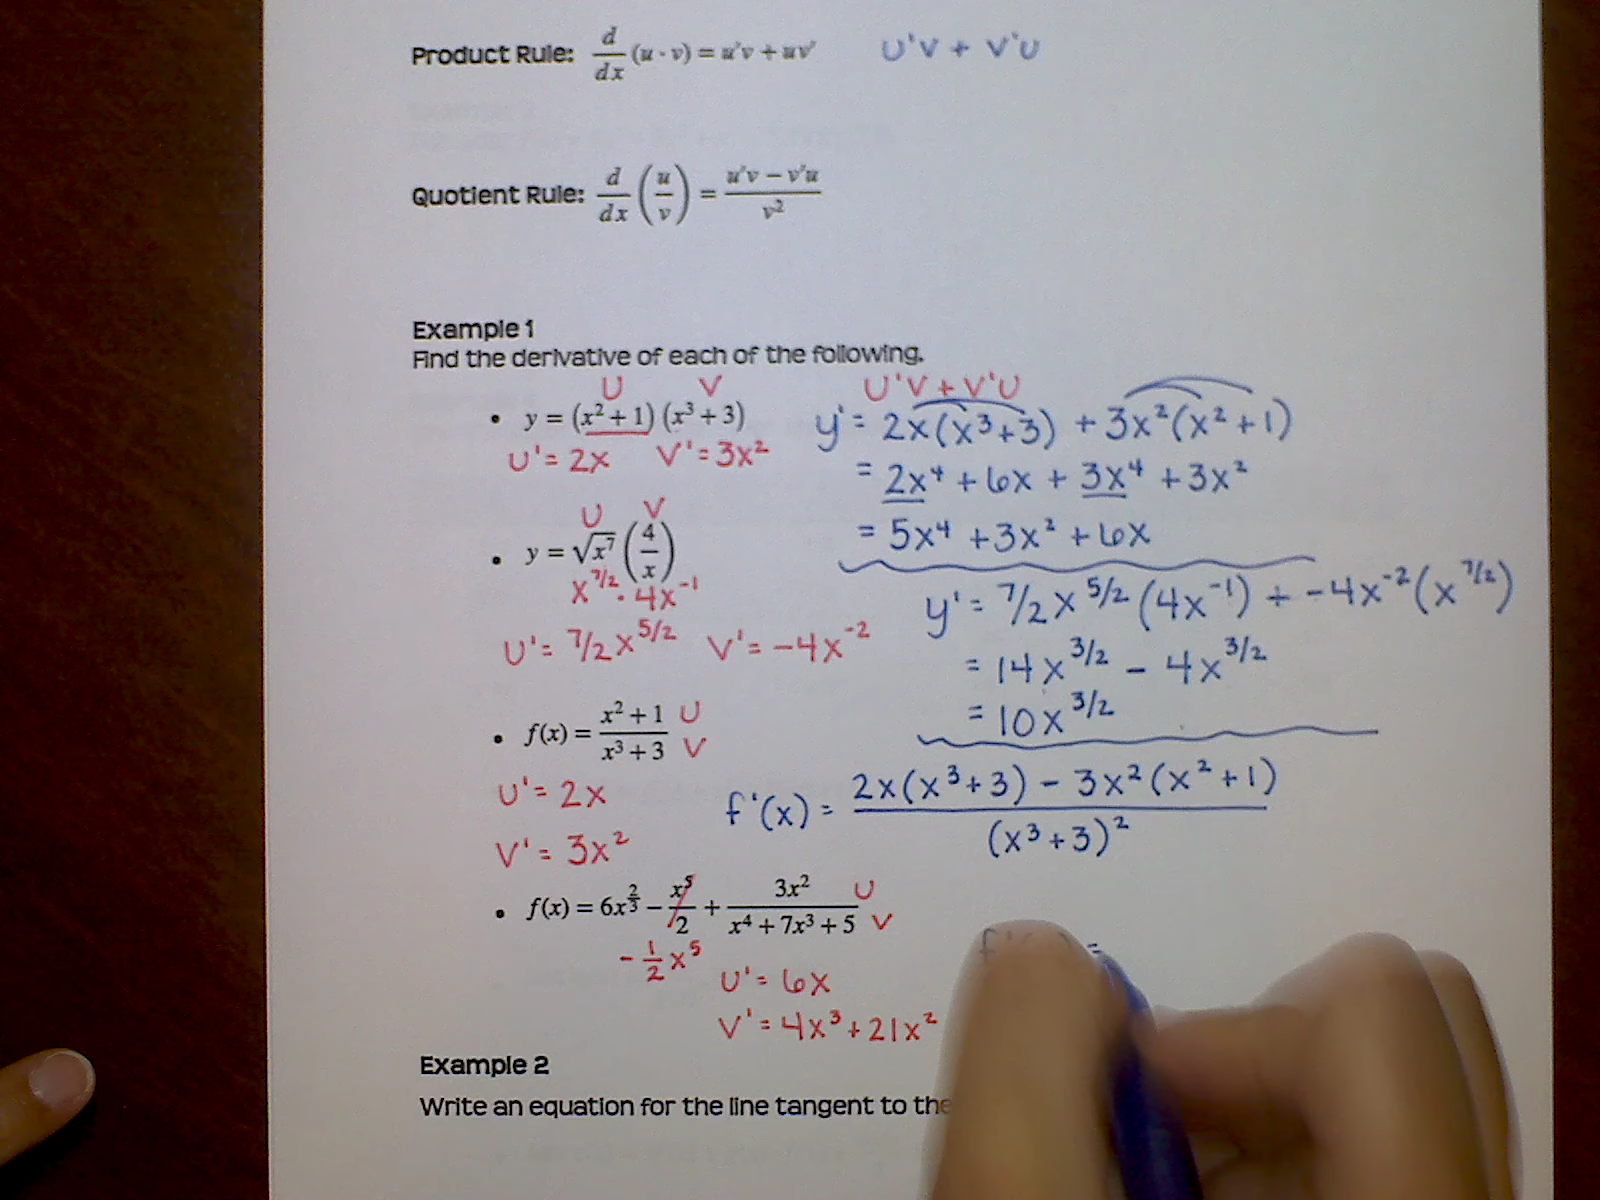 Product Rule: d/dx (u · v) = u'v + uv' U'V + V'U
Quotient Rule: d/dx (u/v) = (u'v − v'u)/v²
Example 1
Find the derivative of each of the following.
U V U'V + V'U
• y = (x² + 1) (x³ + 3) y' = 2x(x³+3) + 3x²(x²+1)
U' = 2x V' = 3x²
= 2x⁴ + 6x + 3x⁴ + 3x²
U V
• y = √x⁷ (4/x) = 5x⁴ + 3x² + 6x
x^7/2 · 4x^-1 y' = 7/2 x^5/2 (4x^-1) + -4x^-2 (x^7/2)
U' = 7/2 x^5/2 V' = -4x^-2
= 14x^3/2 - 4x^3/2
= 10x^3/2
• f(x) = (x² + 1)/(x³ + 3) U V
U' = 2x f'(x) = (2x(x³+3) - 3x²(x²+1))/(x³+3)²
V' = 3x²
• f(x) = 6x^2/3 − x⁵/2 + 3x²/(x⁴ + 7x³ + 5) U V
- 1/2 x⁵
U' = 6x
V' = 4x³ + 21x²
Example 2
Write an equation for the line tangent to the